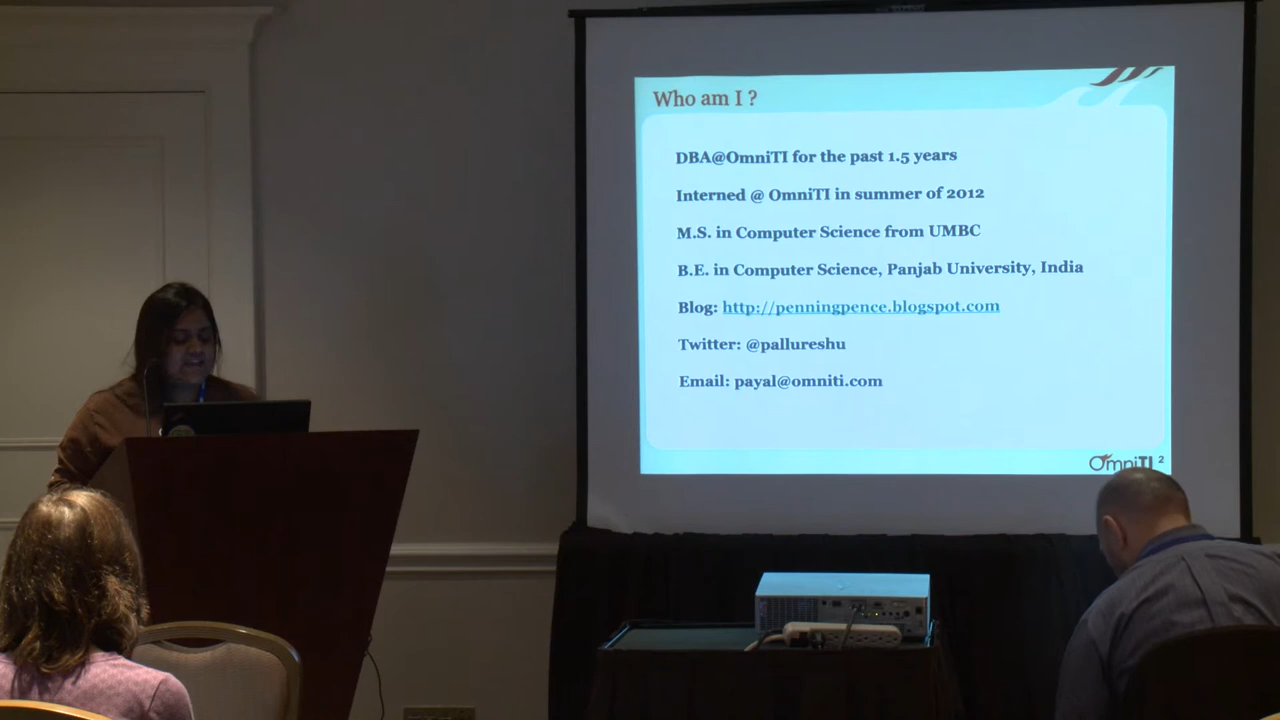 Who am I ?
DBA@OmniTI for the past 1.5 years
Interned @ OmniTI in summer of 2012
M.S. in Computer Science from UMBC
B.E. in Computer Science, Panjab University, India
Blog: http://penningpence.blogspot.com
Twitter: @pallureshu
Email: payal@omniti.com
OmniTI 2